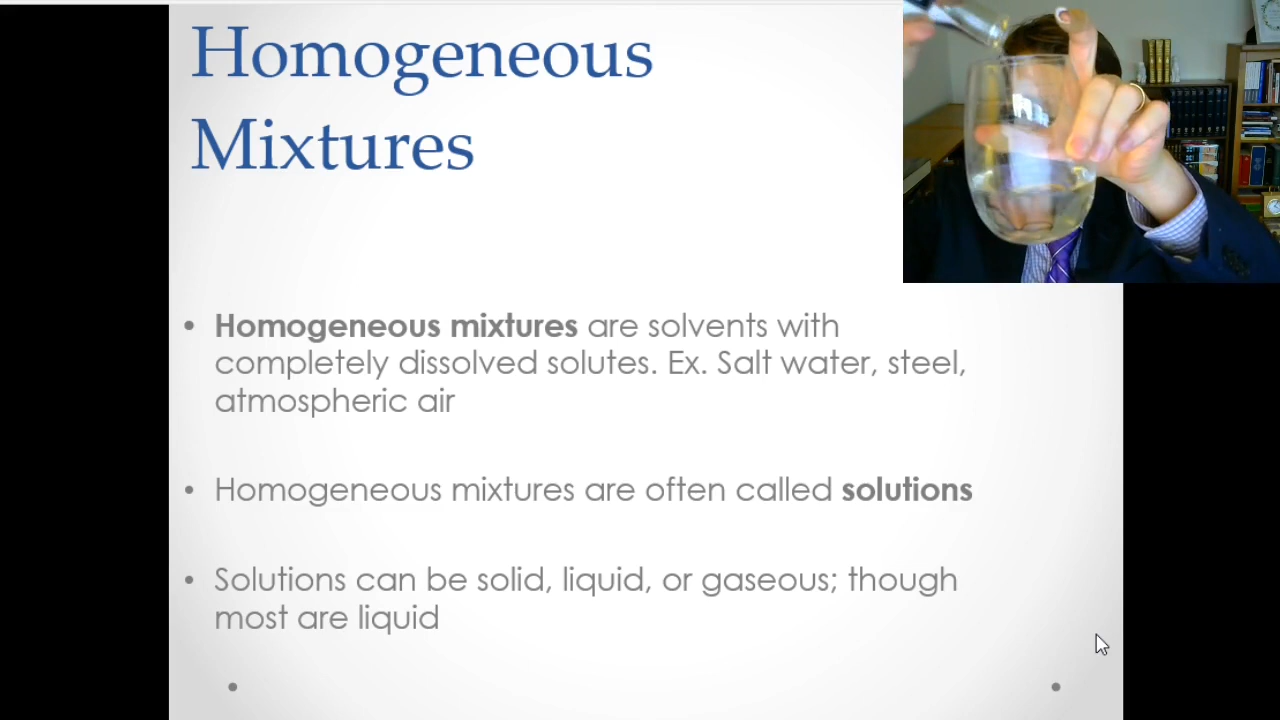 Homogeneous
Mixtures
• Homogeneous mixtures are solvents with
completely dissolved solutes. Ex. Salt water, steel,
atmospheric air
• Homogeneous mixtures are often called solutions
• Solutions can be solid, liquid, or gaseous; though
most are liquid